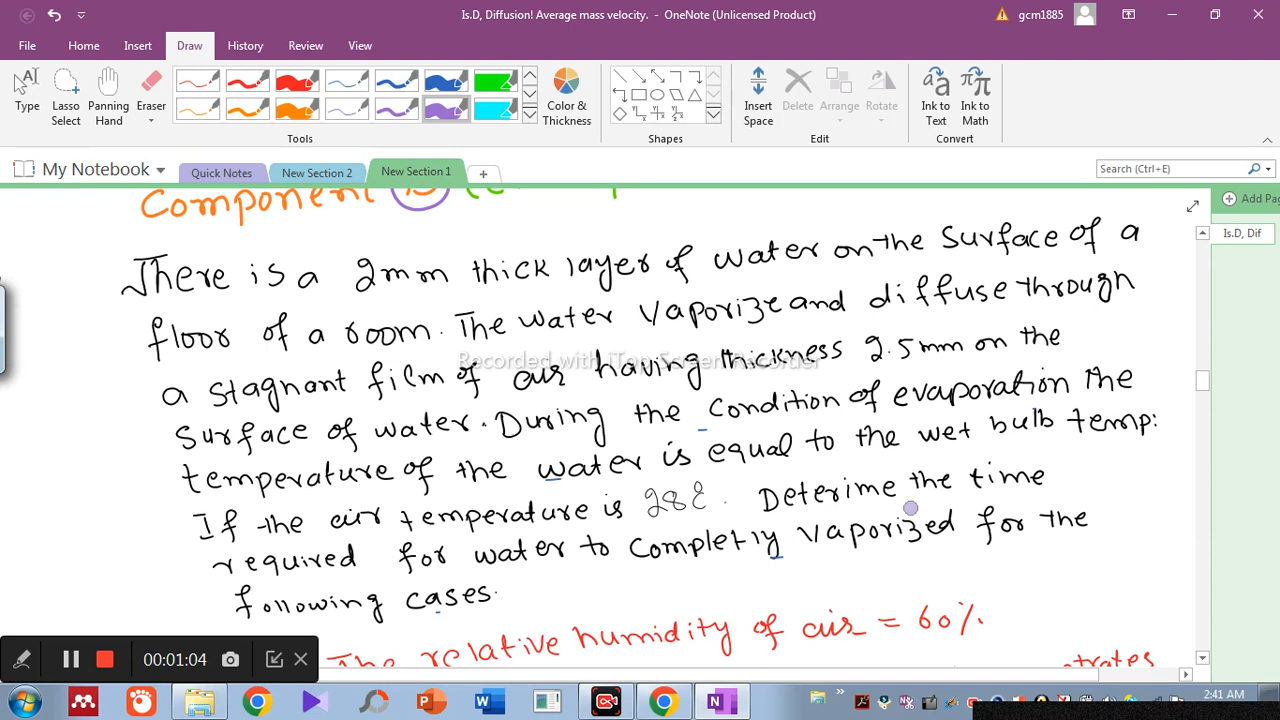 Is.D, Diffusion! Average mass velocity. - OneNote (Unlicensed Product)
gcm1885
File Home Insert Draw History Review View
Type Lasso Select Panning Hand Eraser
Color & Thickness
Insert Space Delete Arrange Rotate
Ink to Text Ink to Math
Tools Shapes Edit Convert
My Notebook Quick Notes New Section 2 New Section 1
Search (Ctrl+E)
Add Pag
Is.D, Dif
Component
There is a 2mm thick layer of water on the surface of a
floor of a room. The water vaporize and diffuse through
Recorded with iTop Screen Recorder
a stagnant film of air having thickness 2.5mm on the
surface of water. During the condition of evaporation the
temperature of the water is equal to the wet bulb temp:
If the air temperature is 28 Deterime the time
required for water to completly vaporized for the
following cases.
The relative humidity of air = 60%.
00:01:04
2:41 AM